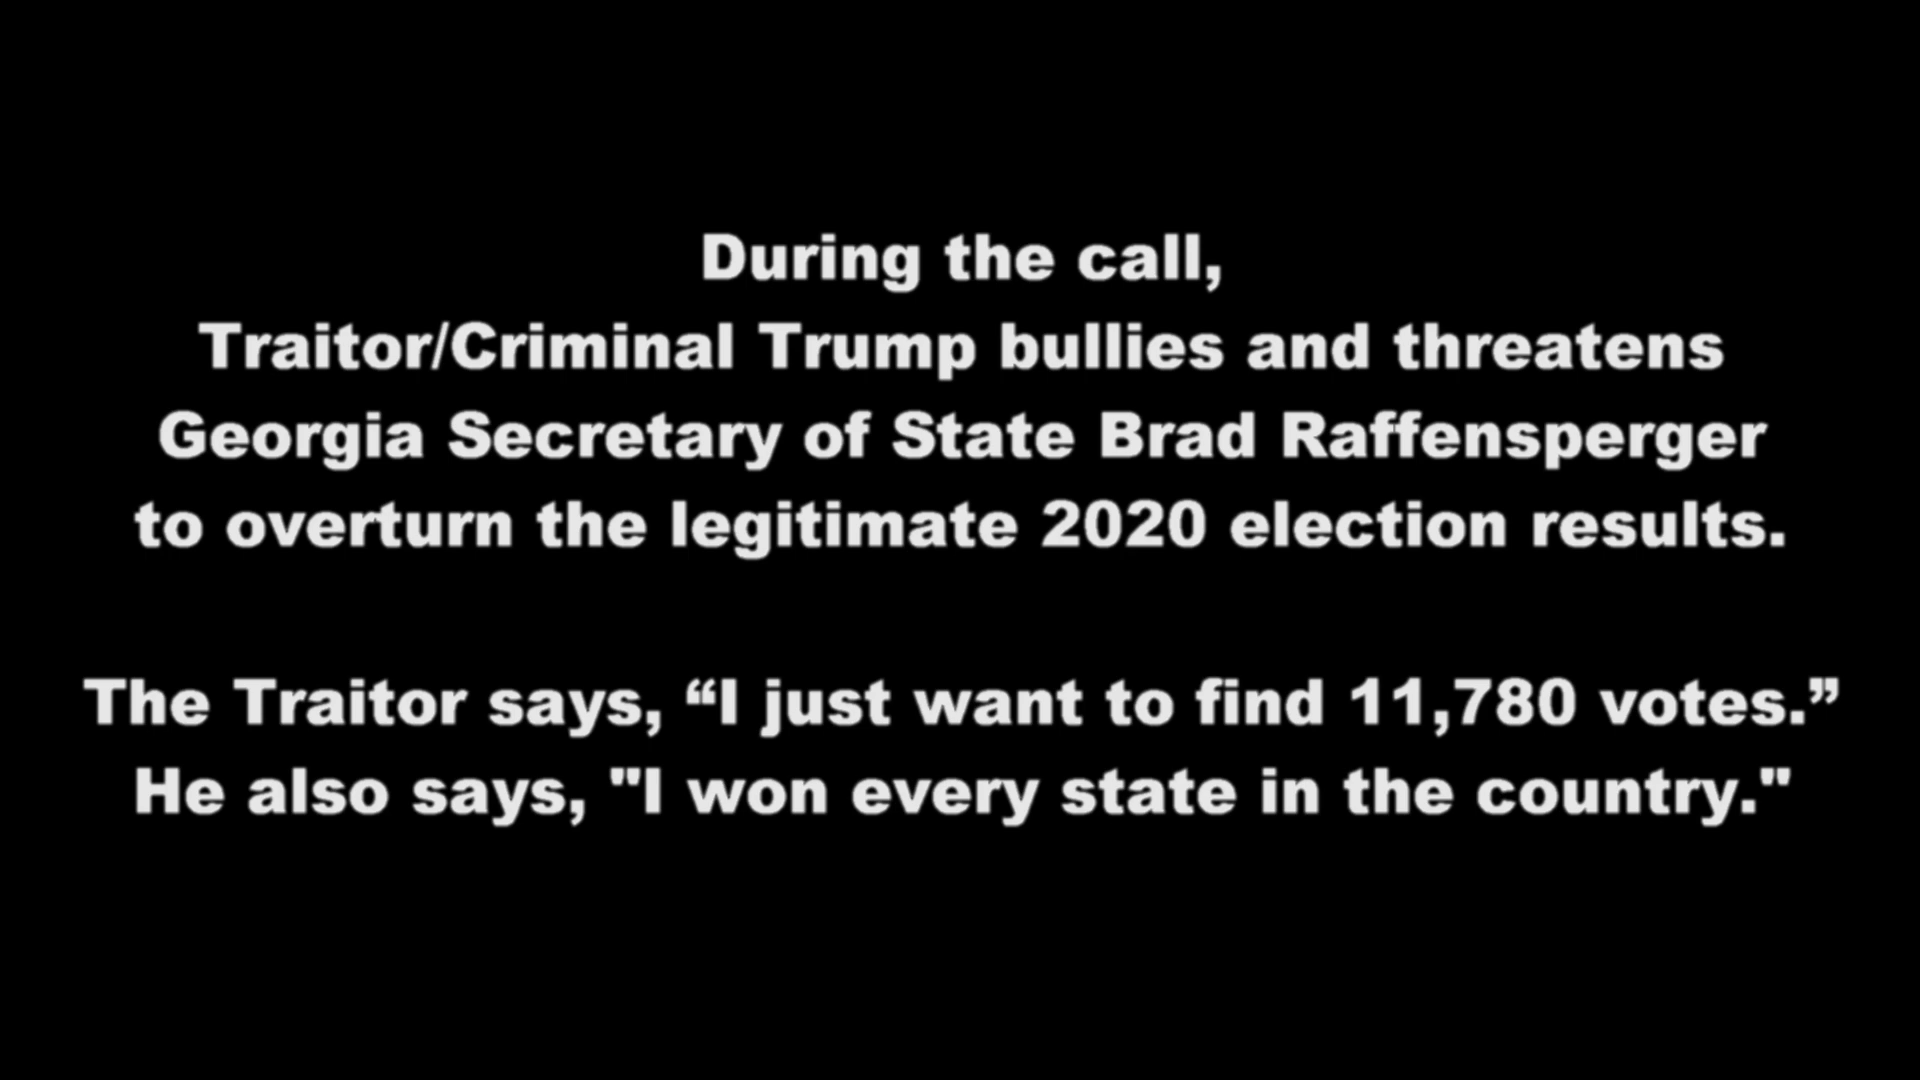 During the call,
Traitor/Criminal Trump bullies and threatens
Georgia Secretary of State Brad Raffensperger
to overturn the legitimate 2020 election results.
The Traitor says, “I just want to find 11,780 votes.”
He also says, "I won every state in the country."